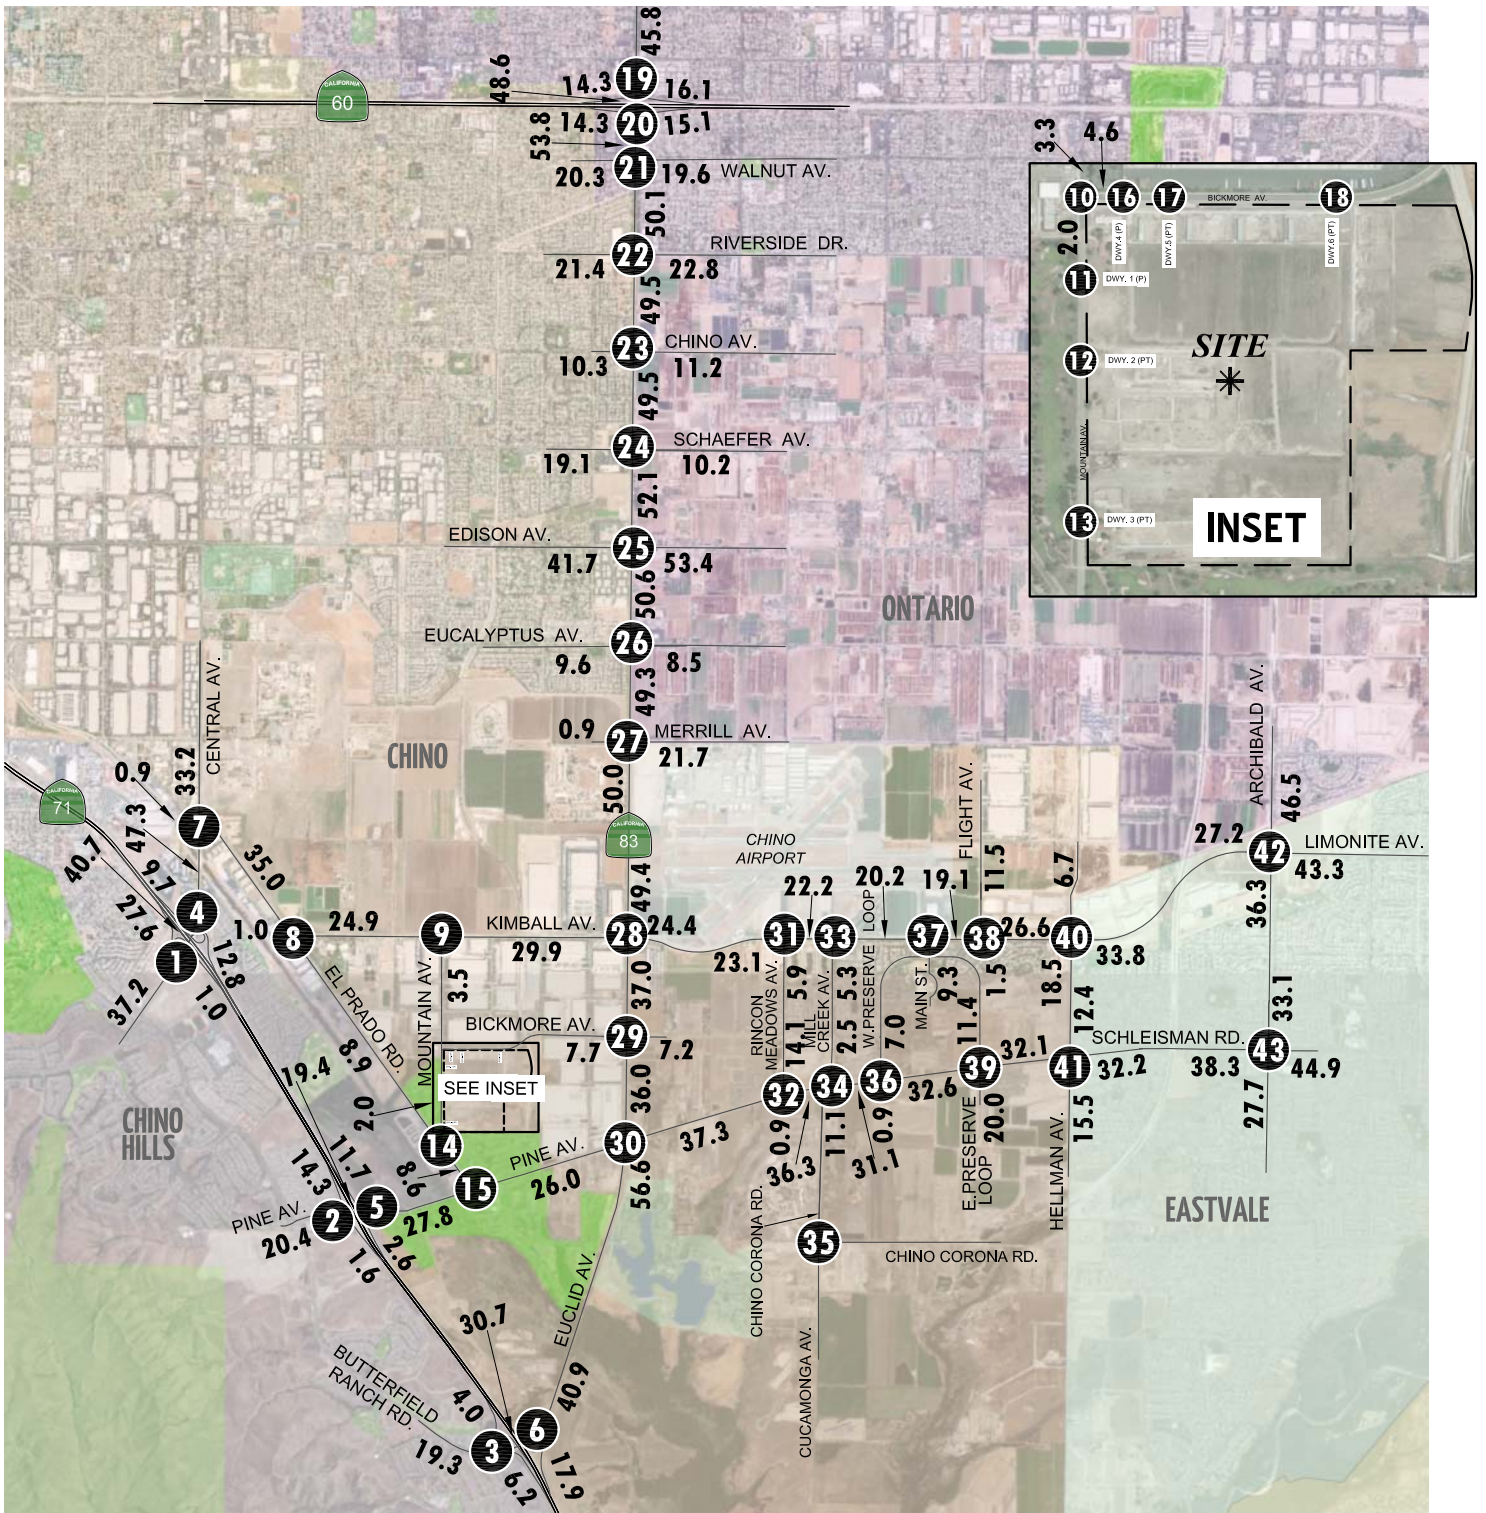 45.8
48.6
14.3
19
16.1
CALIFORNIA
60
53.8
14.3
20
15.1
20.3
21
19.6
WALNUT AV.
50.1
RIVERSIDE DR.
21.4
22
22.8
49.5
CHINO AV.
10.3
23
11.2
49.5
SCHAEFER AV.
19.1
24
10.2
52.1
EDISON AV.
41.7
25
53.4
50.6
EUCALYPTUS AV.
9.6
26
8.5
49.3
0.9
27
MERRILL AV.
21.7
50.0
CALIFORNIA
83
49.4
3.3
4.6
10
16
17
BICKMORE AV.
18
2.0
DWY.4 (P)
DWY.5 (PT)
DWY.6 (PT)
11
DWY. 1 (P)
12
DWY. 2 (PT)
SITE
MOUNTAIN AV.
13
DWY. 3 (PT)
INSET
ONTARIO
CHINO
CENTRAL AV.
33.2
0.9
7
CALIFORNIA
71
47.3
40.7
9.7
27.6
4
35.0
12.8
1
37.2
1.0
1.0
8
24.9
9
KIMBALL AV.
29.9
28
24.4
CHINO
AIRPORT
23.1
31
22.2
33
20.2
37
19.1
38
26.6
40
33.8
FLIGHT AV.
11.5
6.7
ARCHIBALD AV.
46.5
27.2
42
LIMONITE AV.
43.3
36.3
EL PRADO RD.
8.9
MOUNTAIN AV.
3.5
37.0
BICKMORE AV.
7.7
29
7.2
36.0
SEE INSET
2.0
14
8.6
15
PINE AV.
26.0
30
37.3
56.6
RINCON
MEADOWS AV.
5.9
14.1
MILL
CREEK AV.
5.3
2.5
W.PRESERVE LOOP
7.0
MAIN ST.
9.3
1.5
11.4
18.5
12.4
SCHLEISMAN RD.
33.1
32
34
36
39
41
43
32.6
32.1
32.2
38.3
44.9
0.9
36.3
11.1
31.1
0.9
E.PRESERVE
LOOP
20.0
HELLMAN AV.
15.5
27.7
CHINO
HILLS
19.4
11.7
14.3
PINE AV.
20.4
2
5
27.8
2.6
1.6
EASTVALE
CHINO CORONA RD.
35
CHINO CORONA RD.
CUCAMONGA AV.
EUCLID AV.
40.9
30.7
BUTTERFIELD
RANCH RD.
4.0
19.3
3
6
6.2
17.9